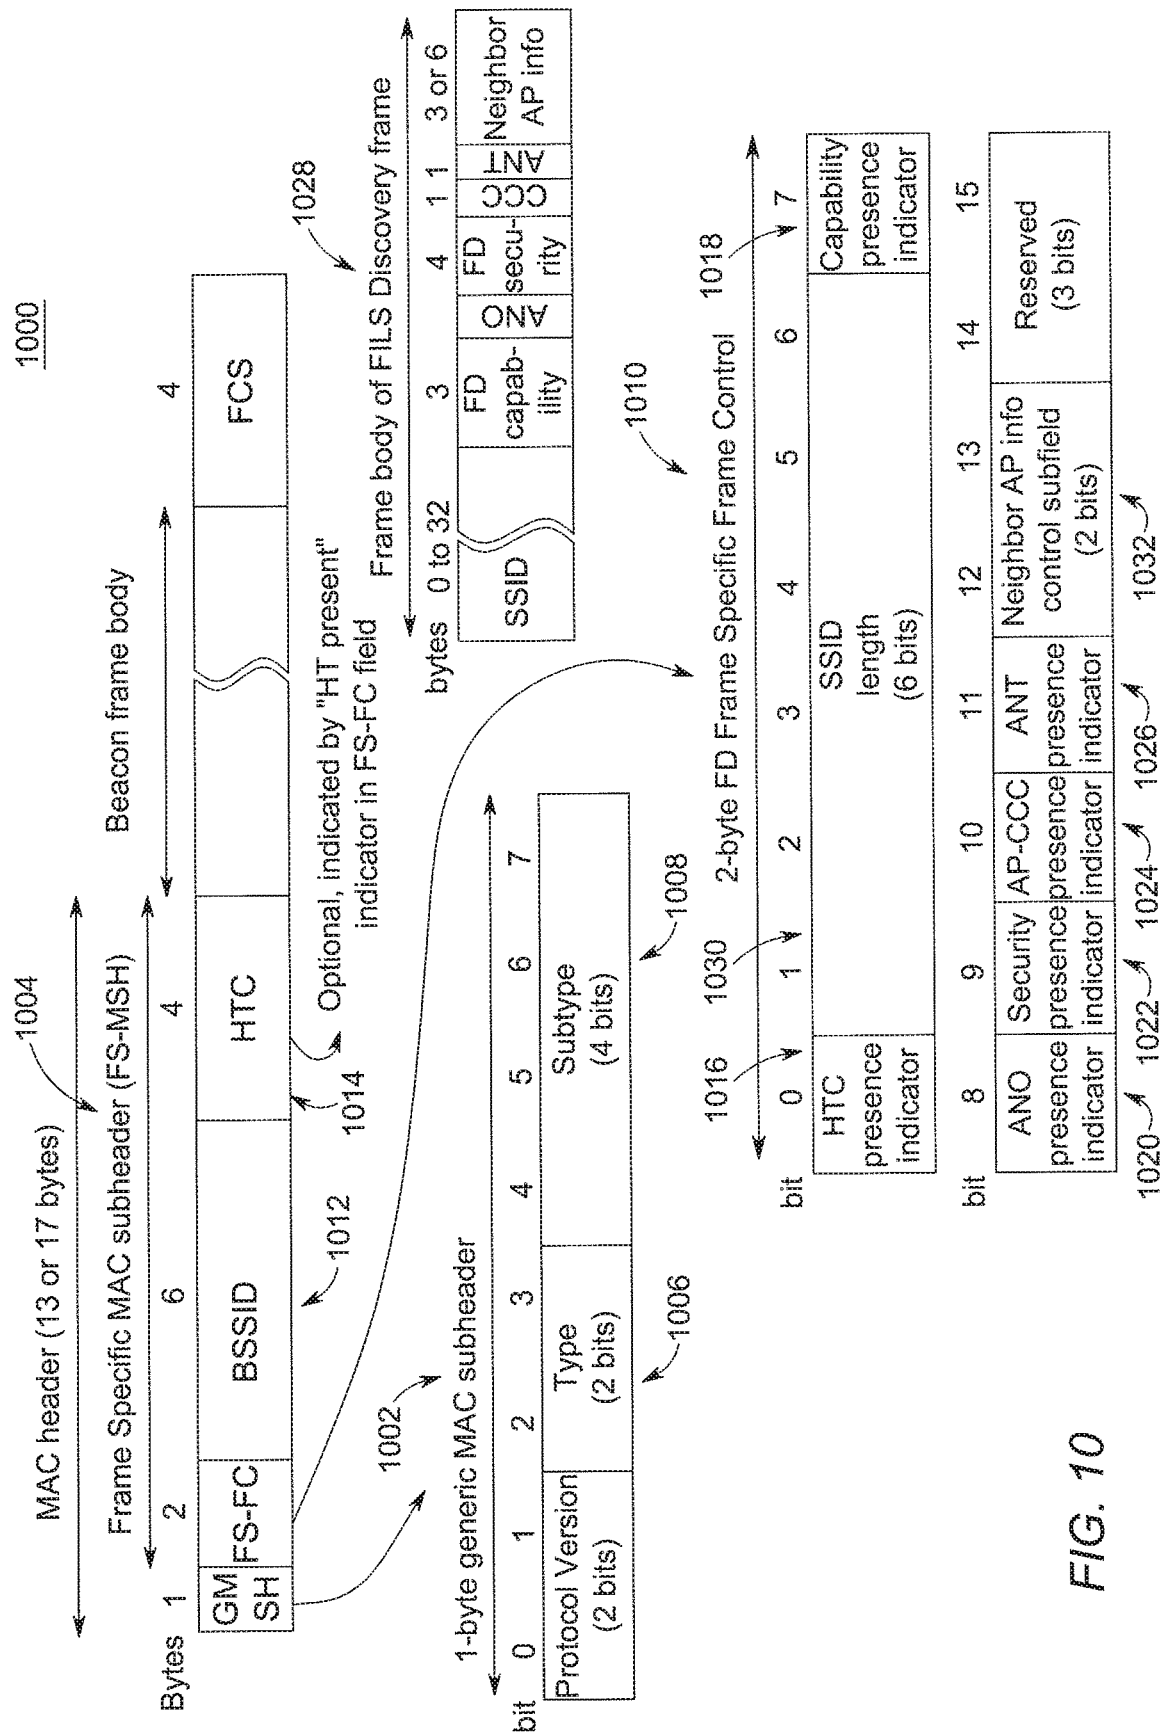 1000
MAC header (13 or 17 bytes)
1004
Frame Specific MAC subheader (FS-MSH)
Beacon frame body
Bytes 1 2 6 4 4
GM
SH
FS-FC
BSSID
HTC
FCS
1012
1014
Optional, indicated by "HT present"
indicator in FS-FC field
1028
Frame body of FILS Discovery frame
bytes 0 to 32 3 4 1 1 3 or 6
SSID
FD
capab-
ility
ANO
FD
secu-
rity
CCC
ANT
Neighbor
AP info
1002
1-byte generic MAC subheader
bit 0 1 2 3 4 5 6 7
Protocol Version
(2 bits)
Type
(2 bits)
Subtype
(4 bits)
1006
1008
1010
2-byte FD Frame Specific Frame Control
1016
1030
1018
bit 0 1 2 3 4 5 6 7
HTC
presence
indicator
SSID
length
(6 bits)
Capability
presence
indicator
bit 8 9 10 11 12 13 14 15
ANO
presence
indicator
Security
presence
indicator
AP-CCC
presence
indicator
ANT
presence
indicator
Neighbor AP info
control subfield
(2 bits)
Reserved
(3 bits)
1020
1022
1024
1026
1032
FIG. 10